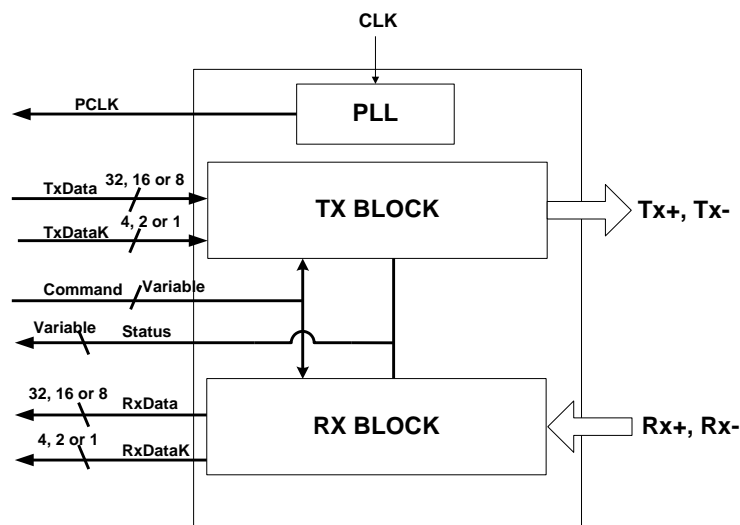 CLK
PCLK
PLL
TxData
32, 16 or 8
TX BLOCK
Tx+, Tx-
TxDataK
4, 2 or 1
Command
Variable
Variable
Status
32, 16 or 8
RxData
RX BLOCK
Rx+, Rx-
4, 2 or 1
RxDataK